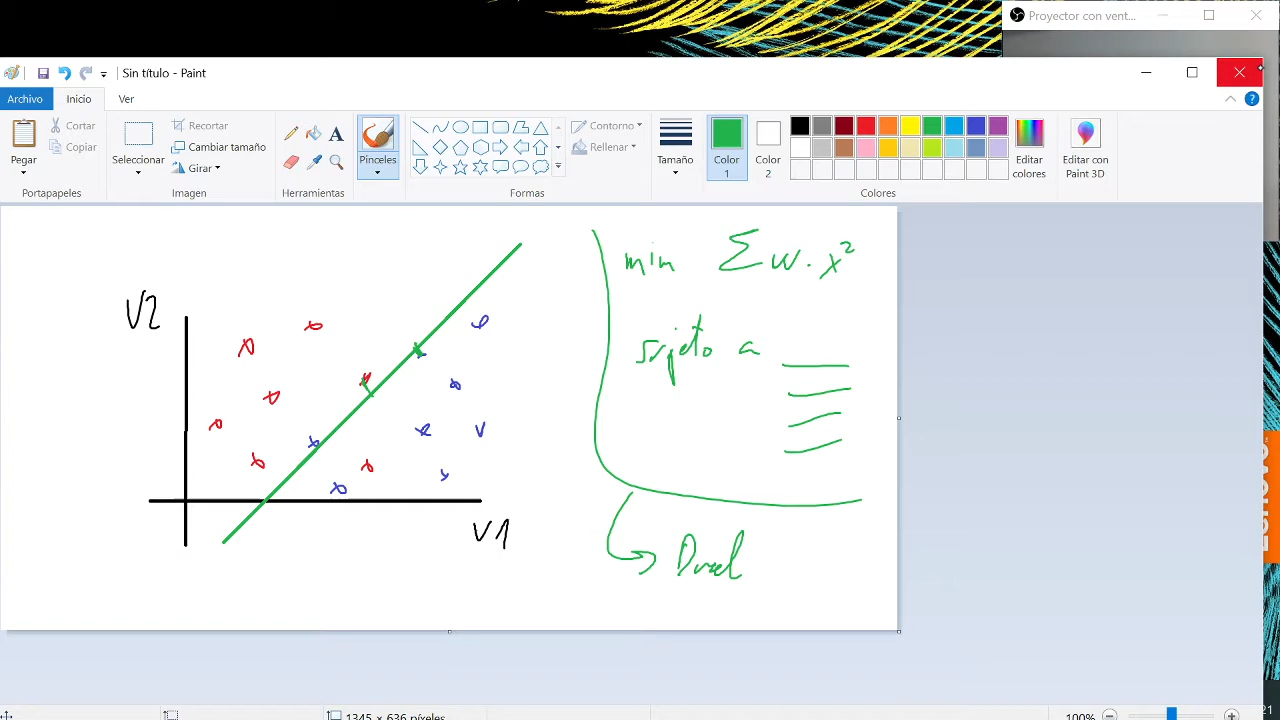 Proyector con vent...
Sin título - Paint
Archivo Inicio Ver
Pegar
Cortar
Copiar
Portapapeles
Seleccionar
Recortar
Cambiar tamaño
Girar
Imagen
A
Herramientas
Pinceles
Contorno
Rellenar
Formas
Tamaño
Color 1
Color 2
Editar colores
Colores
Editar con Paint 3D
V2
V1
min Σ w · x²
sujeto a
Dual
Lenovo
1345 × 636 píxeles
100%
21